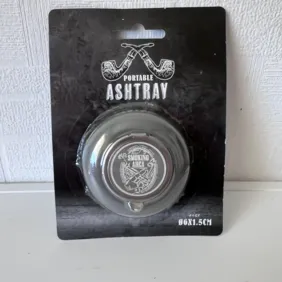 PORTABLE
ASHTRAY
SMOKING
AREA
Ø6X1.5CM